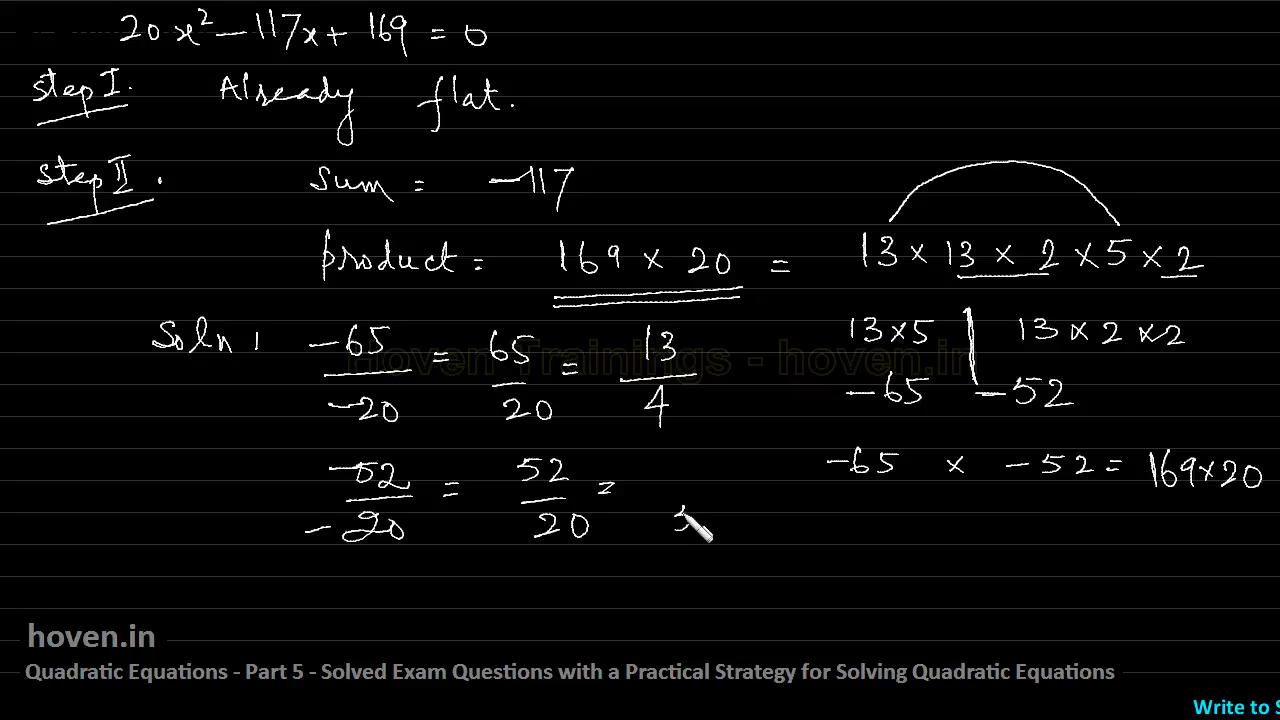 20x² - 117x + 169 = 0
step I. Already flat.
step II. sum = -117
product = 169 × 20 = 13 × 13 × 2 × 5 × 2
Soln 1 -65/-20 = 65/20 = 13/4
13×5 | 13 × 2 × 2
Hoven Trainings - hoven.in
-65 | -52
-52/-20 = 52/20 =
-65 × -52 = 169×20
hoven.in
Quadratic Equations - Part 5 - Solved Exam Questions with a Practical Strategy for Solving Quadratic Equations
Write to